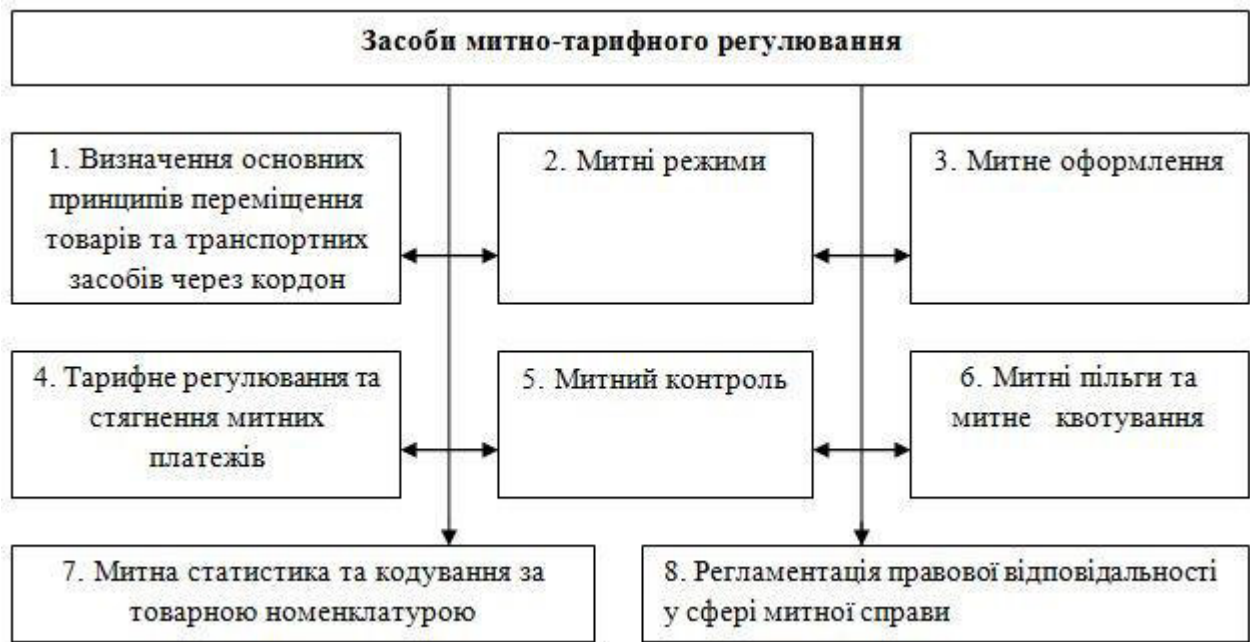 Засоби митно-тарифного регулювання
1. Визначення основних
принципів переміщення
товарів та транспортних
засобів через кордон
2. Митні режими
3. Митне оформлення
4. Тарифне регулювання та
стягнення митних
платежів
5. Митний контроль
6. Митні пільги та
митне квотування
7. Митна статистика та кодування за
товарною номенклатурою
8. Регламентація правової відповідальності
у сфері митної справи